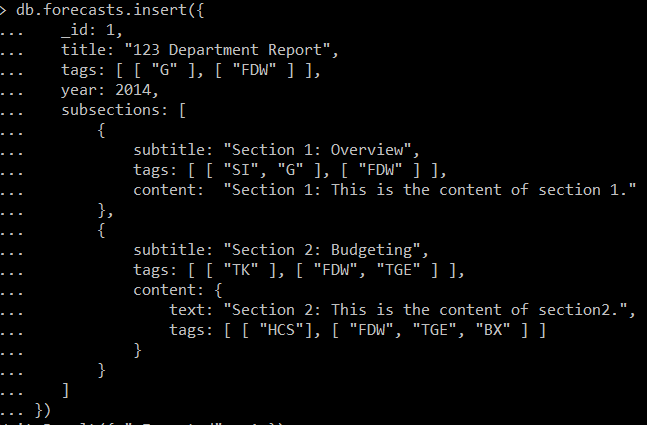 > db.forecasts.insert({
...     _id: 1,
...     title: "123 Department Report",
...     tags: [ [ "G" ], [ "FDW" ] ],
...     year: 2014,
...     subsections: [
...         {
...             subtitle: "Section 1: Overview",
...             tags: [ [ "SI", "G" ], [ "FDW" ] ],
...             content:  "Section 1: This is the content of section 1."
...         },
...         {
...             subtitle: "Section 2: Budgeting",
...             tags: [ [ "TK" ], [ "FDW", "TGE" ] ],
...             content: {
...                 text: "Section 2: This is the content of section2.",
...                 tags: [ [ "HCS"], [ "FDW", "TGE", "BX" ] ]
...             }
...         }
...     ]
... })